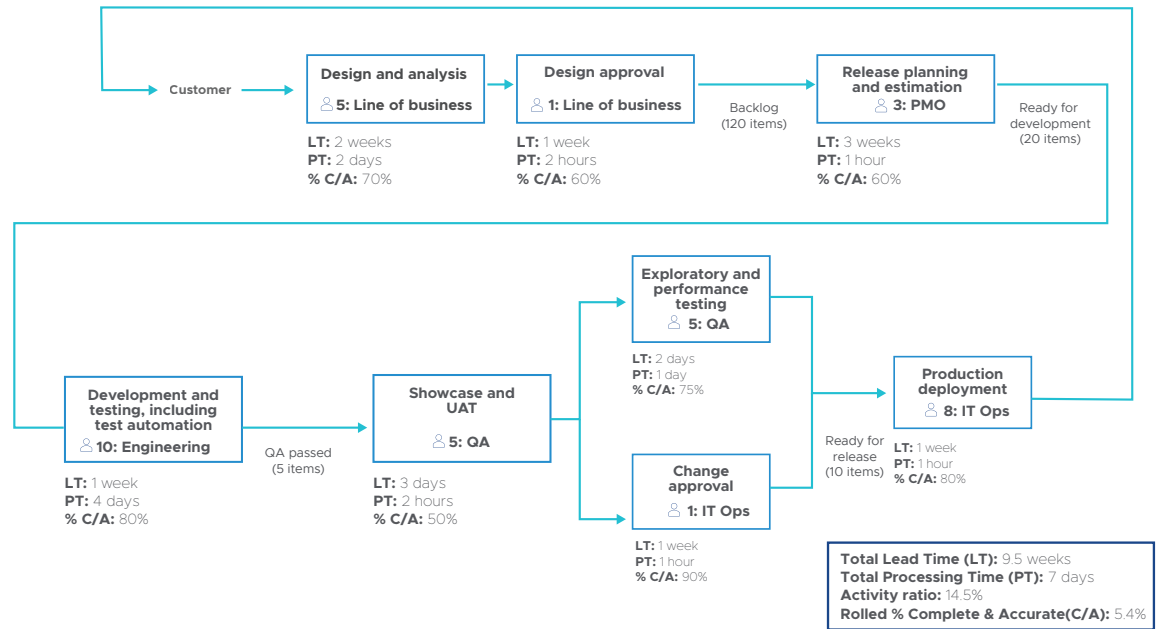 Customer
Design and analysis
5: Line of business
LT: 2 weeks
PT: 2 days
% C/A: 70%
Design approval
1: Line of business
LT: 1 week
PT: 2 hours
% C/A: 60%
Backlog
(120 items)
Release planning
and estimation
3: PMO
LT: 3 weeks
PT: 1 hour
% C/A: 60%
Ready for
development
(20 items)
Development and
testing, including
test automation
10: Engineering
LT: 1 week
PT: 4 days
% C/A: 80%
QA passed
(5 items)
Showcase and
UAT
5: QA
LT: 3 days
PT: 2 hours
% C/A: 50%
Exploratory and
performance
testing
5: QA
LT: 2 days
PT: 1 day
% C/A: 75%
Change
approval
1: IT Ops
LT: 1 week
PT: 1 hour
% C/A: 90%
Ready for
release
(10 items)
Production
deployment
8: IT Ops
LT: 1 week
PT: 1 hour
% C/A: 80%
Total Lead Time (LT): 9.5 weeks
Total Processing Time (PT): 7 days
Activity ratio: 14.5%
Rolled % Complete & Accurate(C/A): 5.4%